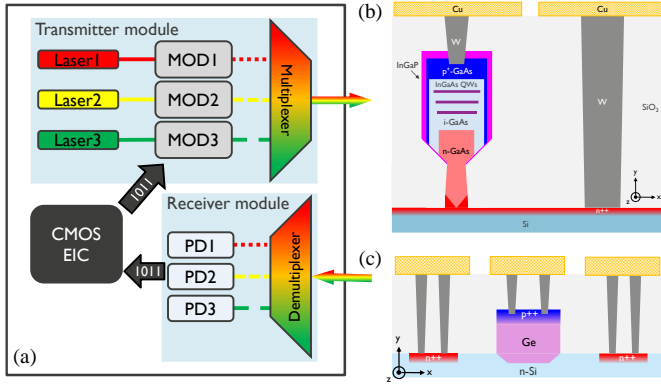 Transmitter module
Laser1
MOD1
Laser2
MOD2
Laser3
MOD3
Multiplexer
1011
CMOS
EIC
1011
Receiver module
PD1
PD2
PD3
Demultiplexer
(a)
(b)
Cu
Cu
W
W
InGaP
p⁺-GaAs
InGaAs QWs
i-GaAs
n-GaAs
SiO₂
y
z
x
n++
Si
(c)
p++
Ge
n++
n++
n-Si
y
z
x